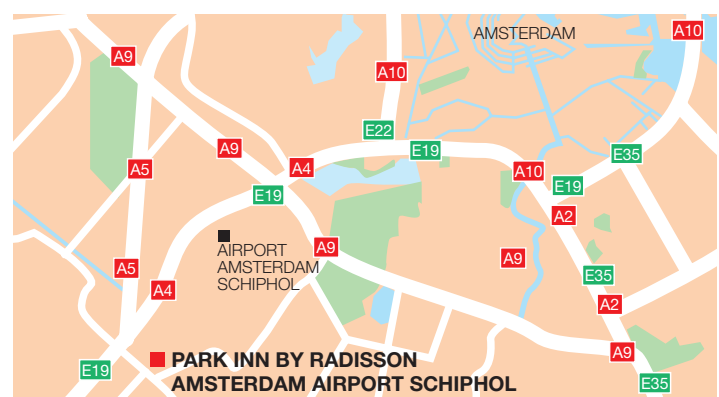 AMSTERDAM
A10
A9
A10
E22
E19
A9
E35
A4
A5
A10
E19
E19
A2
AIRPORT
AMSTERDAM
SCHIPHOL
A9
A9
A5
E35
A4
A2
A9
PARK INN BY RADISSON
AMSTERDAM AIRPORT SCHIPHOL
E19
E35